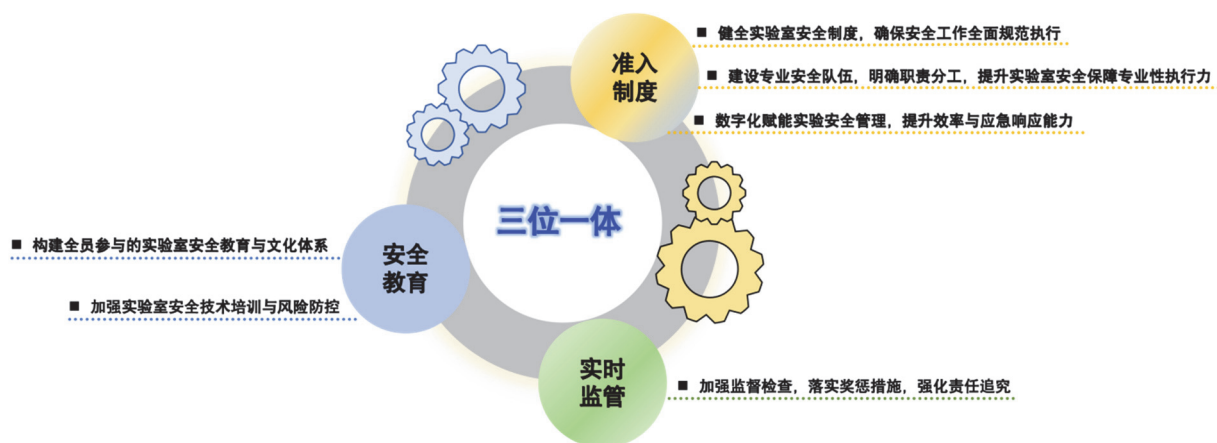 ■ 健全实验室安全制度，确保安全工作全面规范执行
准入
制度
■ 建设专业安全队伍，明确职责分工，提升实验室安全保障专业性执行力
■ 数字化赋能实验安全管理，提升效率与应急响应能力
三位一体
■ 构建全员参与的实验室安全教育与文化体系
安全
教育
■ 加强实验室安全技术培训与风险防控
实时
监管
■ 加强监督检查，落实奖惩措施，强化责任追究